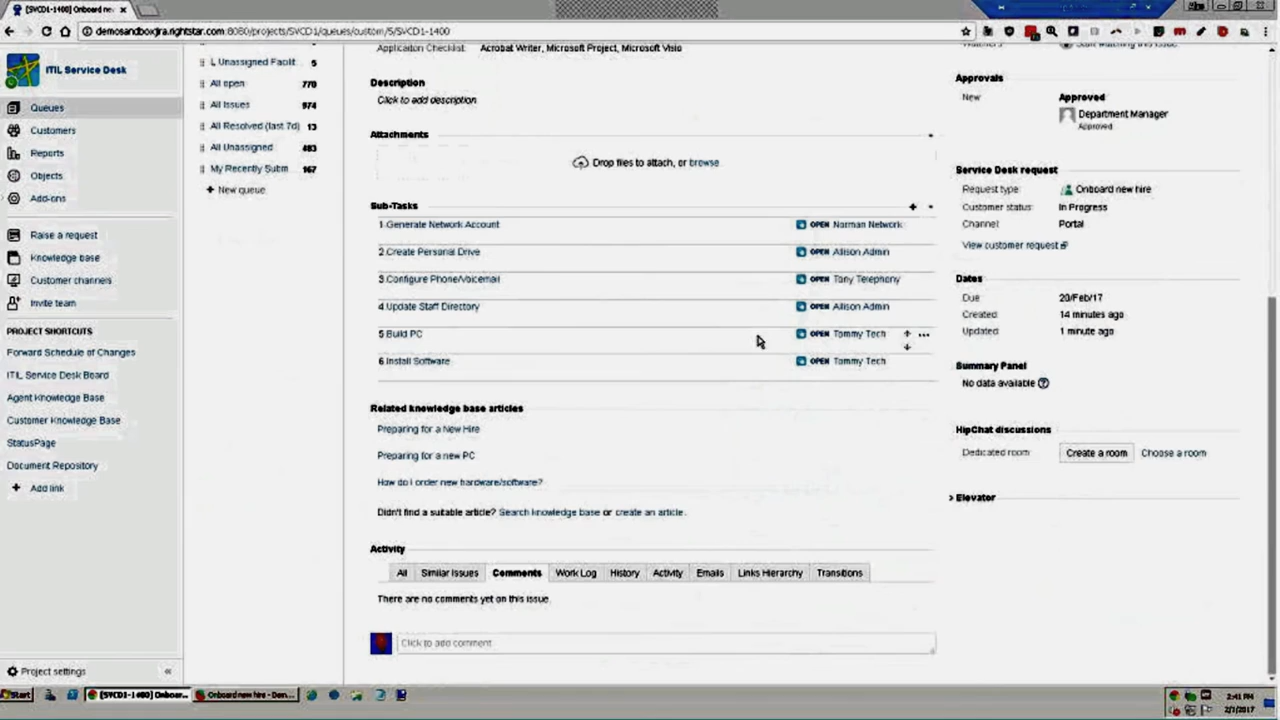 [SVCD1-1400] Onboard ne
demosandboxjira.rightstar.com:8080/projects/SVCD1/queues/custom/5/SVCD1-1400
ITIL Service Desk
Queues
Customers
Reports
Objects
Add-ons
Raise a request
Knowledge base
Customer channels
Invite team
PROJECT SHORTCUTS
Forward Schedule of Changes
ITIL Service Desk Board
Agent Knowledge Base
Customer Knowledge Base
StatusPage
Document Repository
+ Add link
Project settings «
L Unassigned Facilit 5
All open 770
All Issues 974
All Resolved (last 7d) 13
All Unassigned 483
My Recently Subm 167
+ New queue
Application Checklist: Acrobat Writer, Microsoft Project, Microsoft Visio
Description
Click to add description
Attachments
Drop files to attach, or browse
Sub-Tasks
1. Generate Network Account OPEN Norman Network
2. Create Personal Drive OPEN Allison Admin
3. Configure Phone/Voicemail OPEN Tony Telephony
4. Update Staff Directory OPEN Allison Admin
5. Build PC OPEN Tommy Tech
6. Install Software OPEN Tommy Tech
Related knowledge base articles
Preparing for a New Hire
Preparing for a new PC
How do I order new hardware/software?
Didn't find a suitable article? Search knowledge base or create an article.
Activity
All Similar Issues Comments Work Log History Activity Emails Links Hierarchy Transitions
There are no comments yet on this issue.
Click to add comment
Watchers: Start watching this issue
Approvals
New Approved
Department Manager
Approved
Service Desk request
Request type: Onboard new hire
Customer status: In Progress
Channel: Portal
View customer request
Dates
Due: 20/Feb/17
Created: 14 minutes ago
Updated: 1 minute ago
Summary Panel
No data available
HipChat discussions
Dedicated room: Create a room Choose a room
> Elevator
Start [SVCD1-1400] Onboar... Onboard new hire - Dem...
2:41 PM
2/7/2017